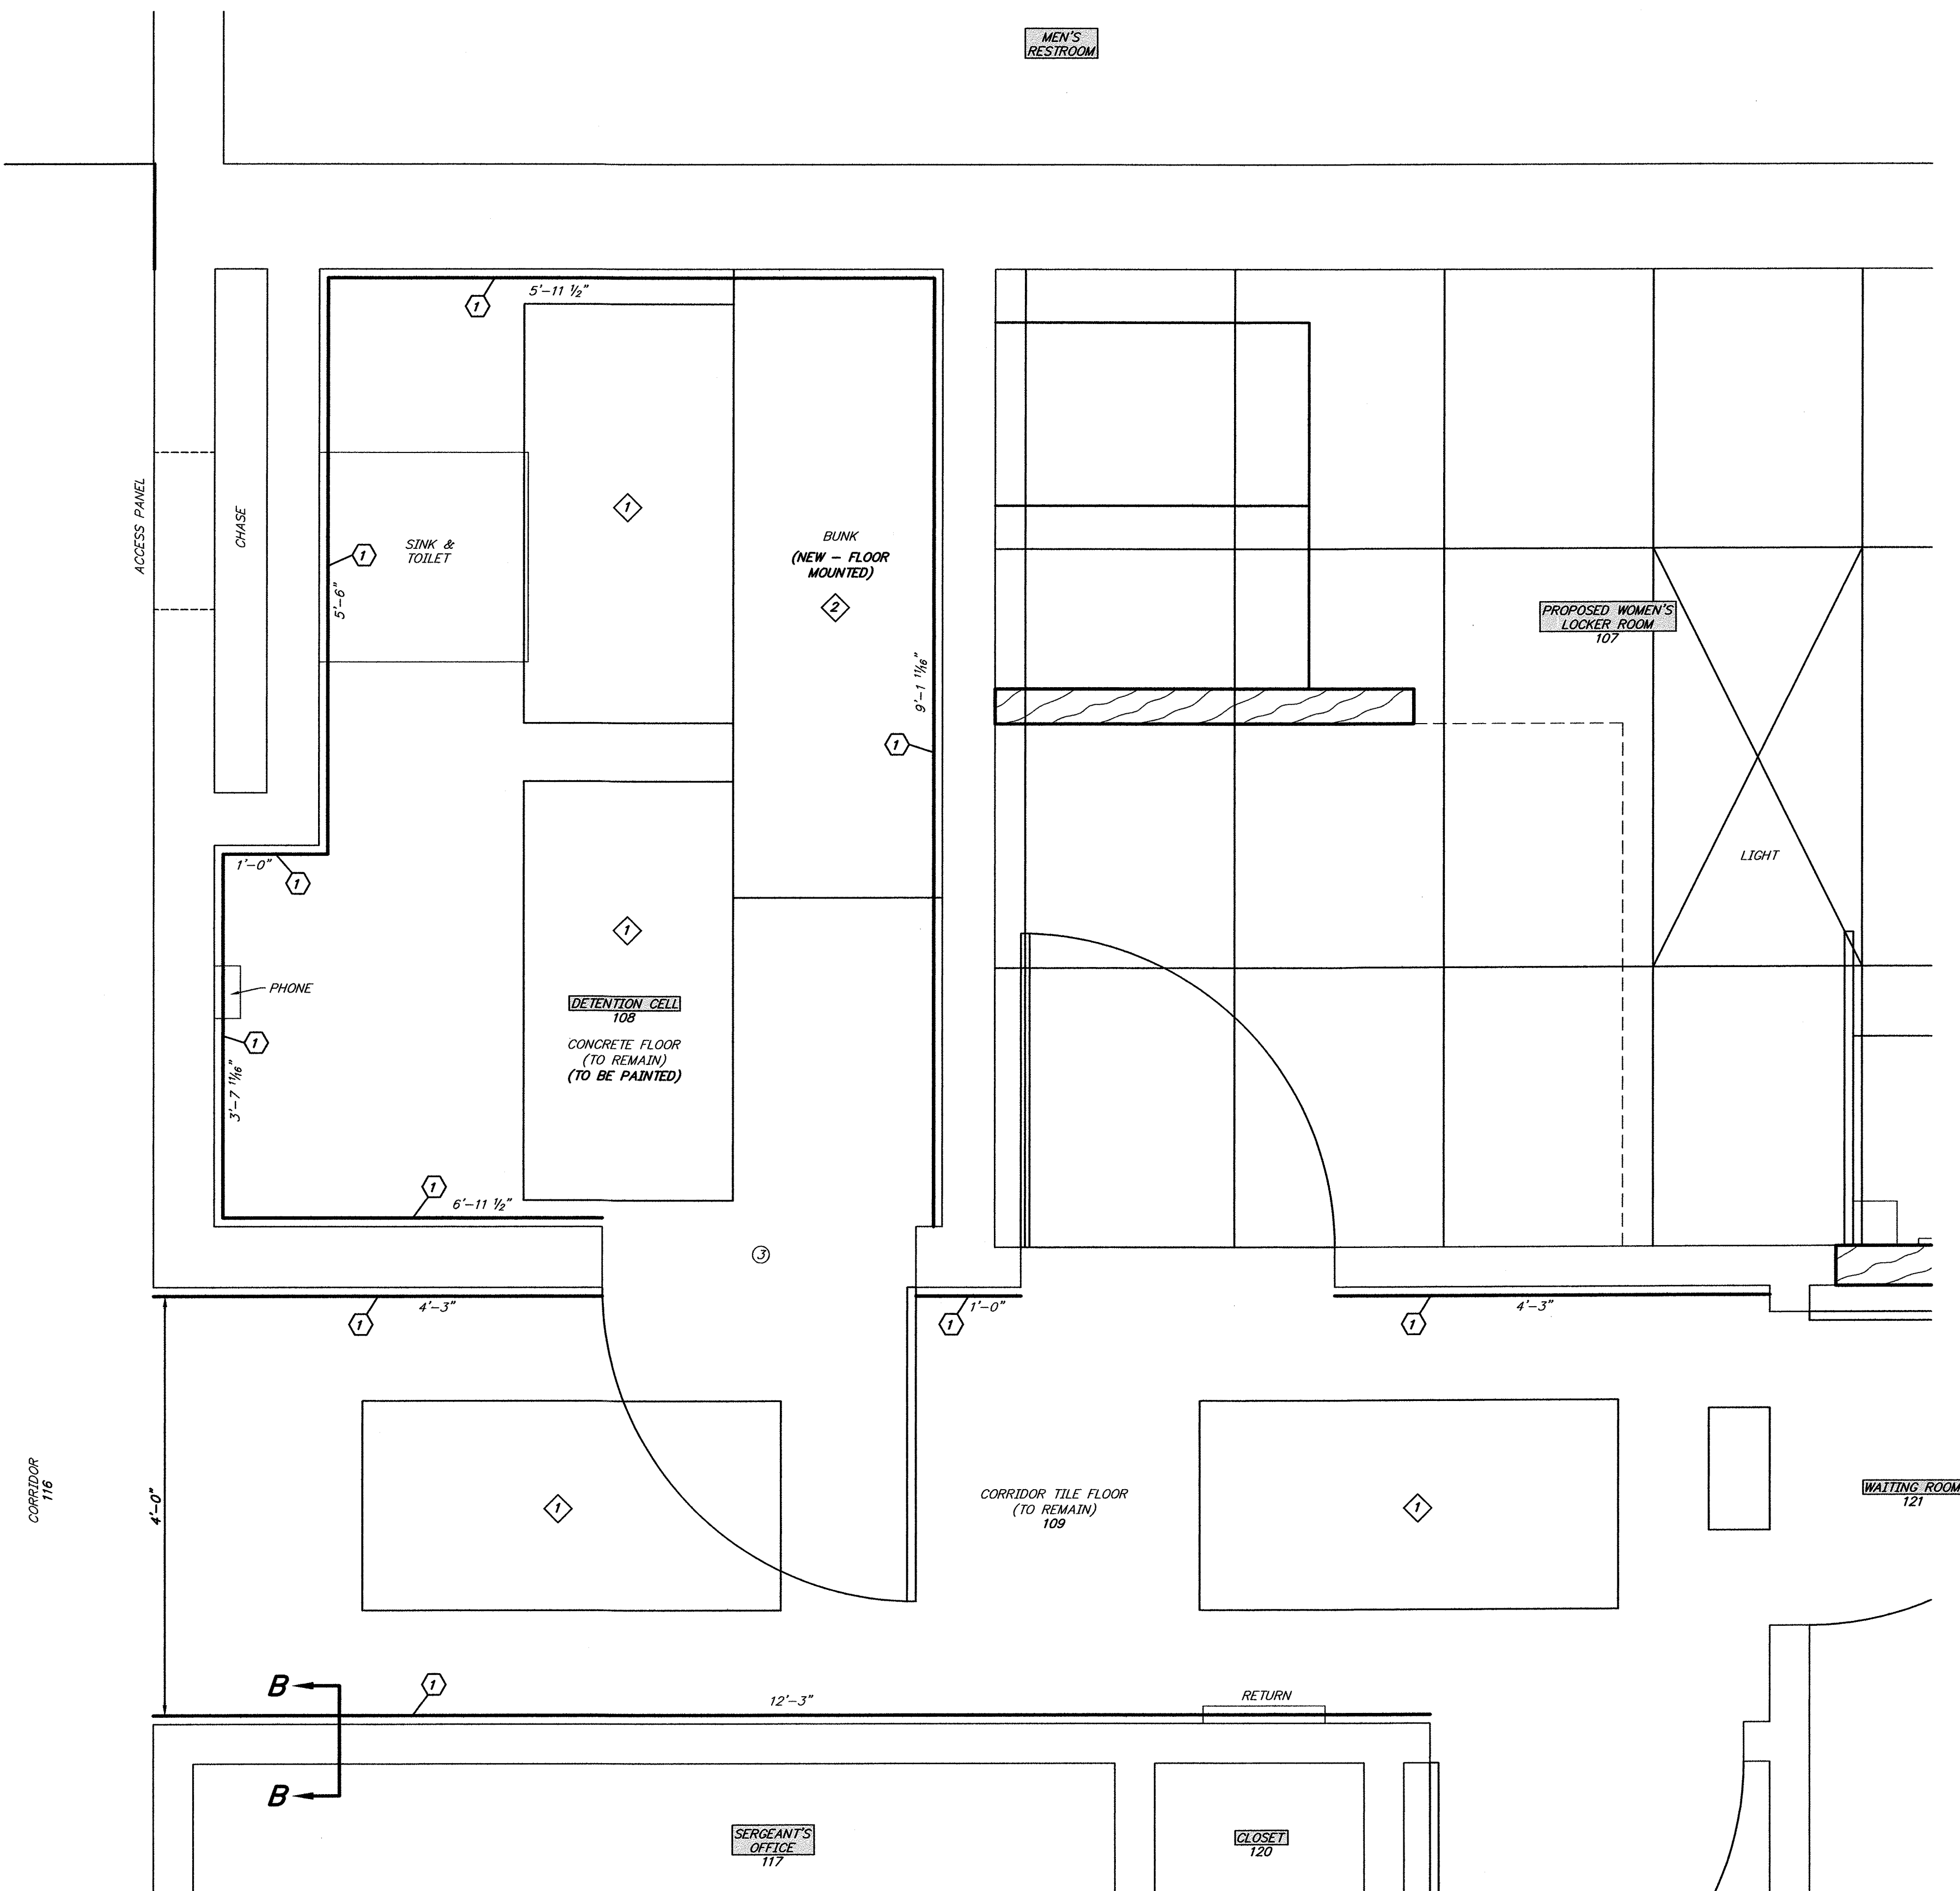 MEN'S
RESTROOM
1
5'-11 1/2"
ACCESS PANEL
CHASE
1
SINK &
TOILET
5'-6"
1
BUNK
(NEW – FLOOR
MOUNTED)
2
9'-1 11/16"
1
PROPOSED WOMEN'S
LOCKER ROOM
107
LIGHT
1'-0"
1
1
PHONE
1
3'-7 11/16"
DETENTION CELL
108
CONCRETE FLOOR
(TO REMAIN)
(TO BE PAINTED)
1
6'-11 1/2"
3
4'-3"
1
1'-0"
1
4'-3"
1
CORRIDOR
116
4'-0"
1
CORRIDOR TILE FLOOR
(TO REMAIN)
109
1
WAITING ROOM
121
B
1
12'-3"
RETURN
B
SERGEANT'S
OFFICE
117
CLOSET
120